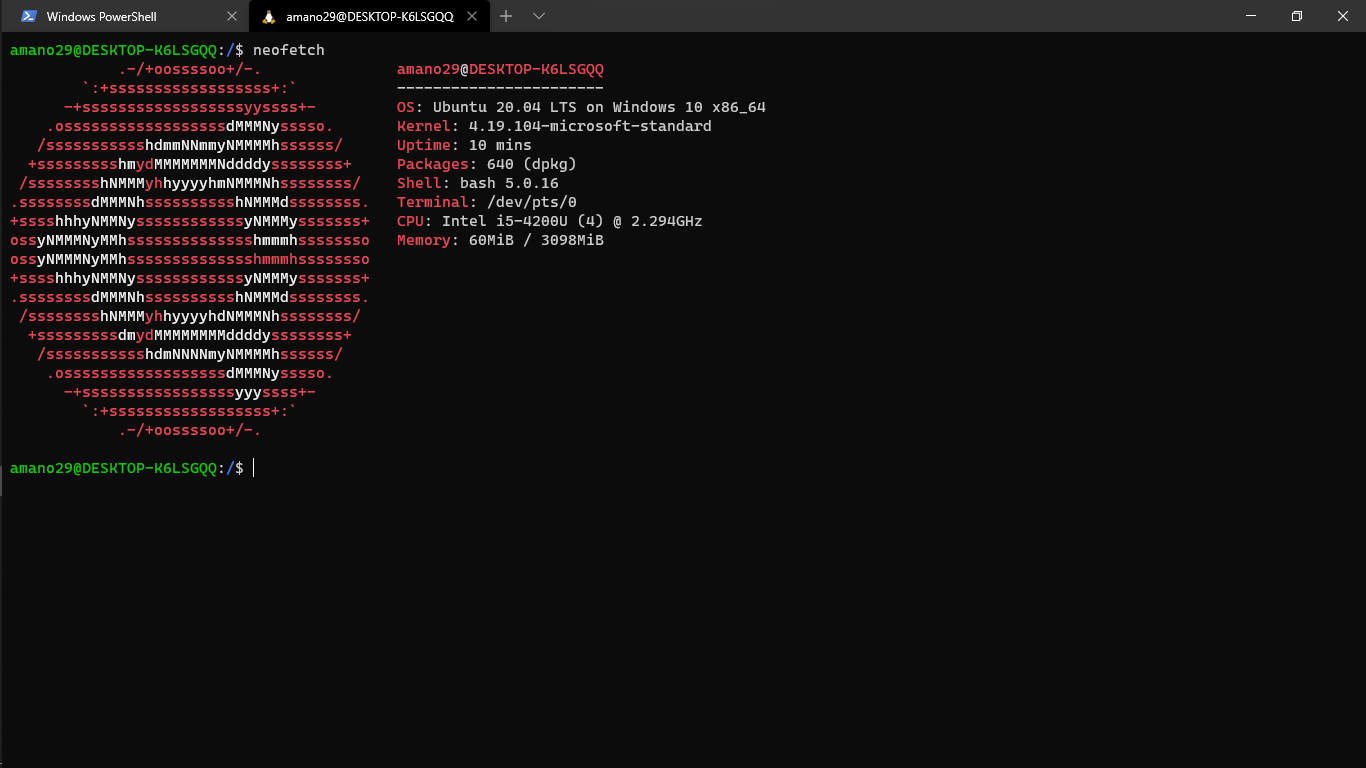 Windows PowerShell
amano29@DESKTOP-K6LSGQQ
amano29@DESKTOP-K6LSGQQ:/$ neofetch
            .-/+oossssoo+/-.               amano29@DESKTOP-K6LSGQQ
        `:+ssssssssssssssssss+:`           -----------------------
      -+ssssssssssssssssssyyssss+-         OS: Ubuntu 20.04 LTS on Windows 10 x86_64
    .ossssssssssssssssssdMMMNysssso.       Kernel: 4.19.104-microsoft-standard
   /ssssssssssshdmmNNmmyNMMMMhssssss/      Uptime: 10 mins
  +ssssssssshmydMMMMMMMNddddyssssssss+     Packages: 640 (dpkg)
 /sssssssshNMMMyhhyyyyhmNMMMNhssssssss/    Shell: bash 5.0.16
.ssssssssdMMMNhsssssssssshNMMMdssssssss.   Terminal: /dev/pts/0
+sssshhhyNMMNyssssssssssssyNMMMysssssss+   CPU: Intel i5-4200U (4) @ 2.294GHz
ossyNMMMNyMMhsssssssssssssshmmmhssssssso   Memory: 60MiB / 3098MiB
ossyNMMMNyMMhsssssssssssssshmmmhssssssso
+sssshhhyNMMNyssssssssssssyNMMMysssssss+
.ssssssssdMMMNhsssssssssshNMMMdssssssss.
 /sssssssshNMMMyhhyyyyhdNMMMNhssssssss/
  +sssssssssdmydMMMMMMMMddddyssssssss+
   /ssssssssssshdmNNNNmyNMMMMhssssss/
    .ossssssssssssssssssdMMMNysssso.
      -+sssssssssssssssssyyyssss+-
        `:+ssssssssssssssssss+:`
            .-/+oossssoo+/-.
amano29@DESKTOP-K6LSGQQ:/$